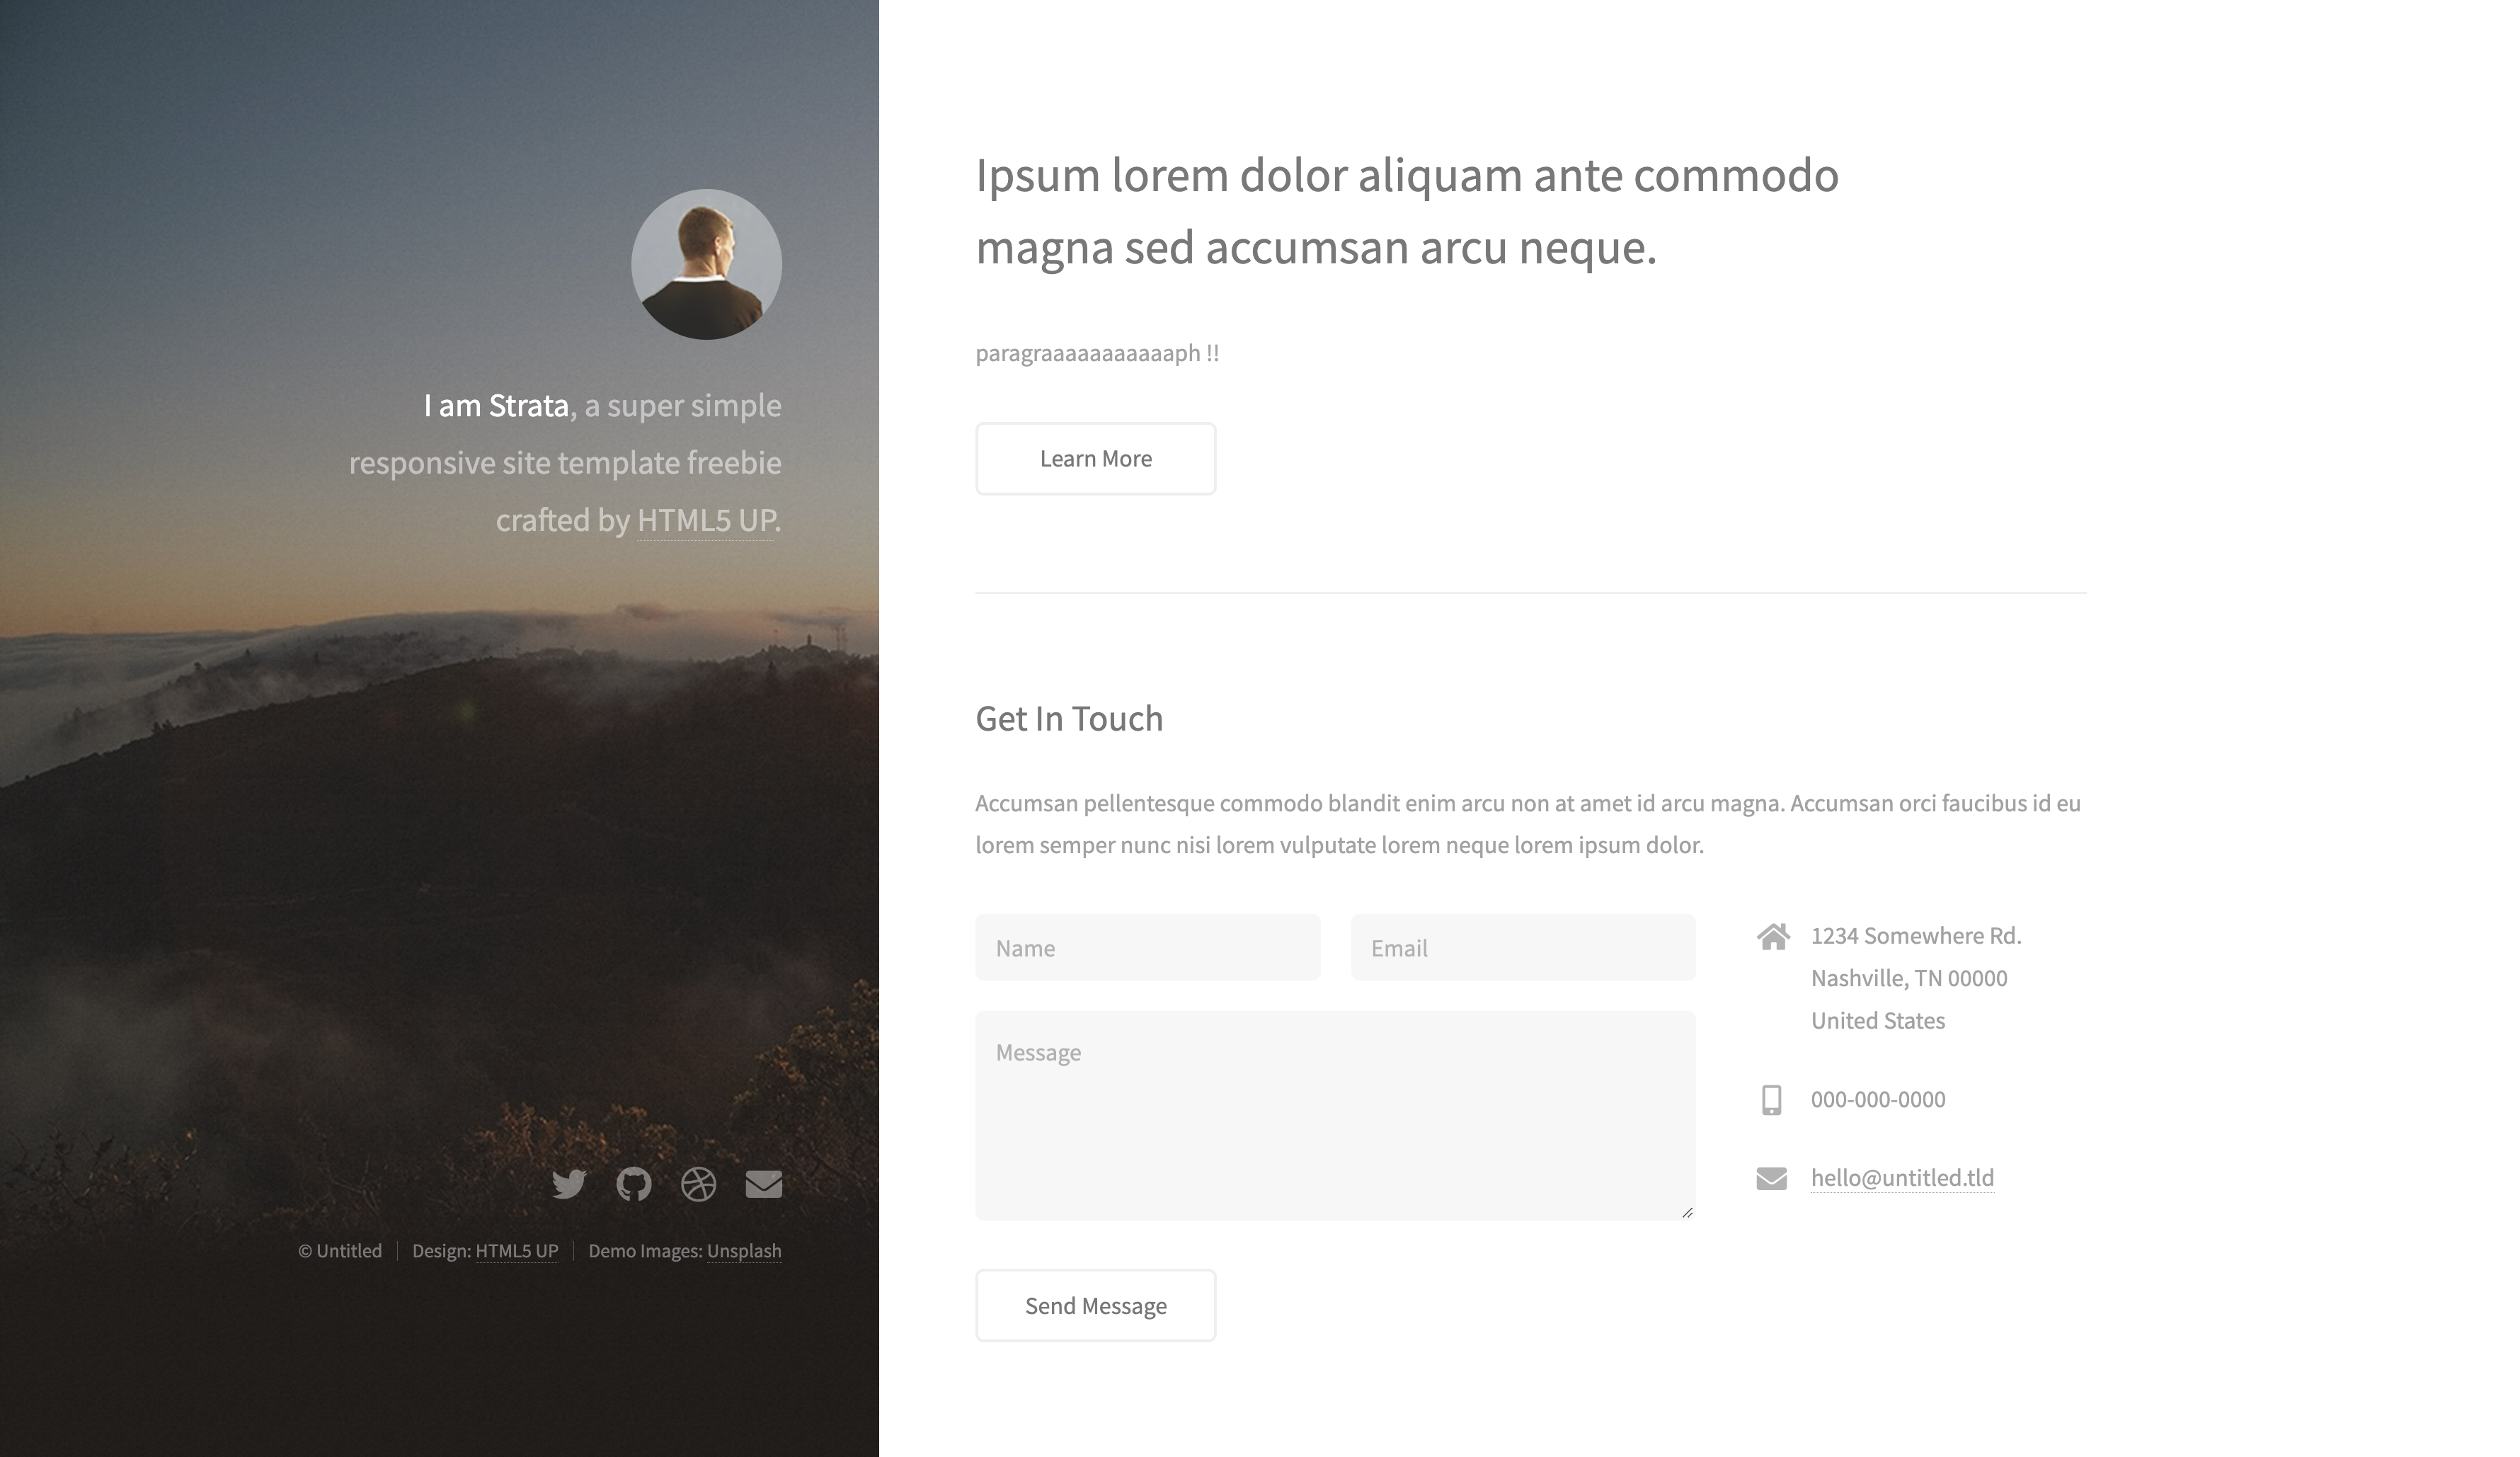 I am Strata, a super simple
responsive site template freebie
crafted by HTML5 UP.
© Untitled | Design: HTML5 UP | Demo Images: Unsplash
Ipsum lorem dolor aliquam ante commodo
magna sed accumsan arcu neque.
paragraaaaaaaaaaaph !!
Learn More
Get In Touch
Accumsan pellentesque commodo blandit enim arcu non at amet id arcu magna. Accumsan orci faucibus id eu
lorem semper nunc nisi lorem vulputate lorem neque lorem ipsum dolor.
Name
Email
Message
Send Message
1234 Somewhere Rd.
Nashville, TN 00000
United States
000-000-0000
hello@untitled.tld